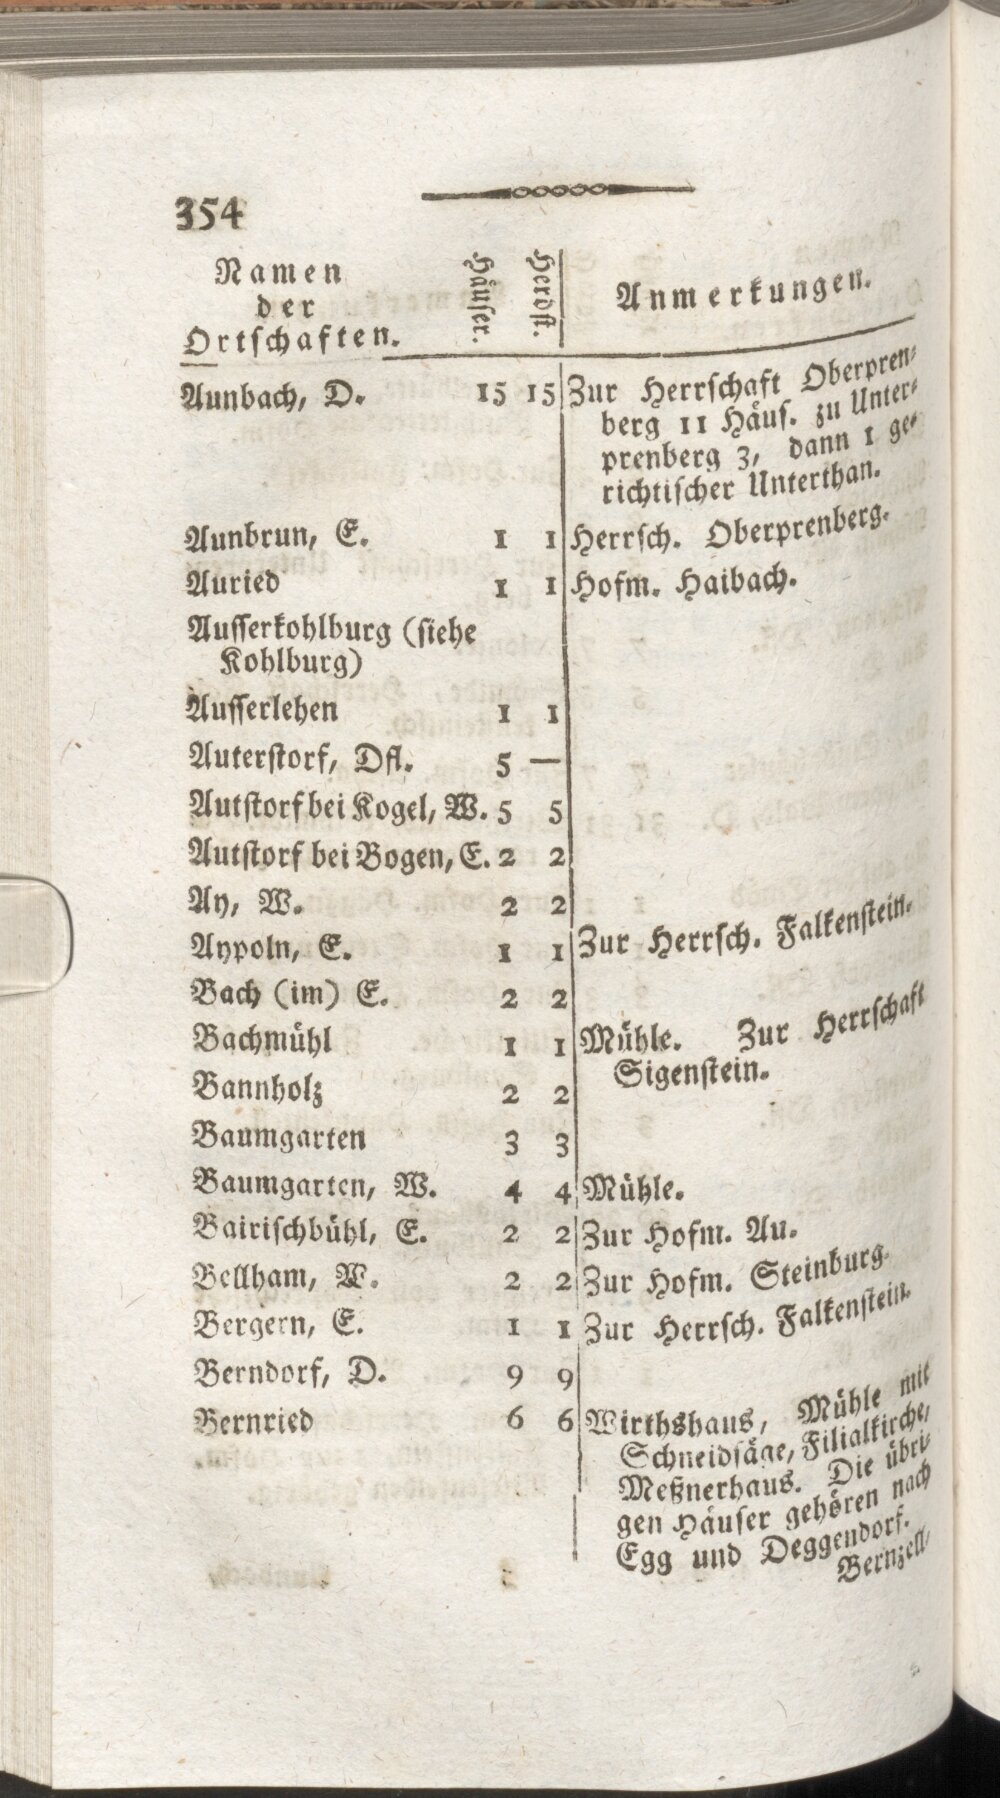 354
Namen
der
Ortſchaften.
Häuſer.
Herdſt.
Anmerkungen.
Aunbach, D. 15 15 Zur Herrſchaft Oberpren-
berg 11 Häuſ. zu Unter-
prenberg 3, dann 1 ge-
richtiſcher Unterthan.
Aunbrun, E. 1 1 Herrſch. Oberprenberg.
Auried 1 1 Hofm. Haibach.
Auſſerkohlburg (ſiehe
Kohlburg)
Auſſerlehen 1 1
Auterſtorf, Dfl. 5 —
Autſtorf bei Kogel, W. 5 5
Autſtorf bei Bogen, E. 2 2
Ay, W. 2 2
Aypoln, E. 1 1 Zur Herrſch. Falkenſtein.
Bach (im) E. 2 2
Bachmühl 1 1 Mühle. Zur Herrſchaft
Sigenſtein.
Bannholz 2 2
Baumgarten 3 3
Baumgarten, W. 4 4 Mühle.
Bairiſchbühl, E. 2 2 Zur Hofm. Au.
Bellham, W. 2 2 Zur Hofm. Steinburg.
Bergern, E. 1 1 Zur Herrſch. Falkenſtein.
Berndorf, D. 9 9
Bernried 6 6 Wirthshaus, Mühle mit
Schneidſäge, Filialkirche,
Meßnerhaus. Die übri-
gen Häuſer gehören nach
Egg und Deggendorf.
Bernzell,